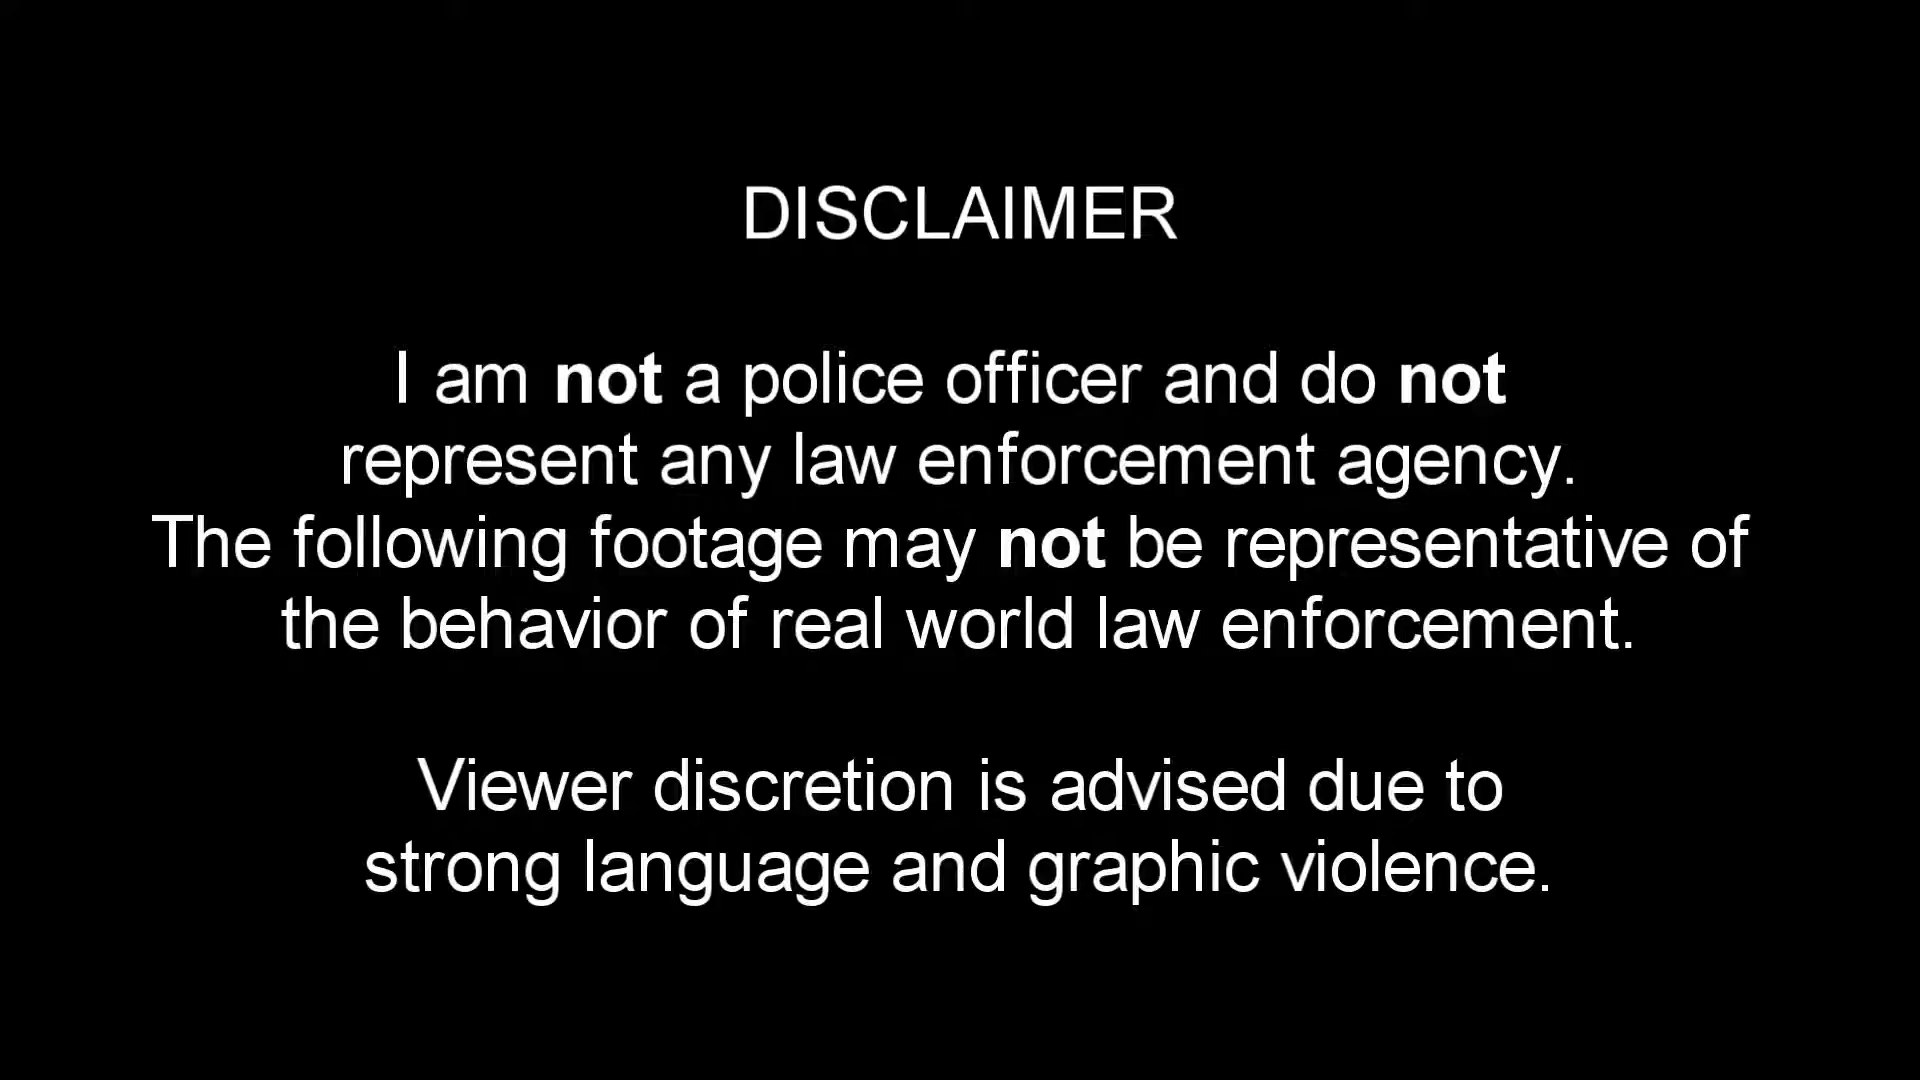 DISCLAIMER
I am not a police officer and do not
represent any law enforcement agency.
The following footage may not be representative of
the behavior of real world law enforcement.
Viewer discretion is advised due to
strong language and graphic violence.